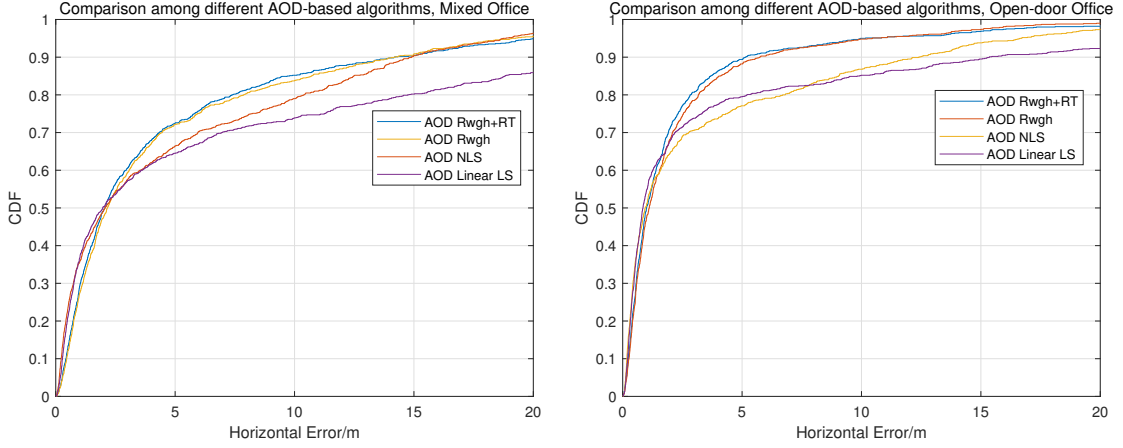 Comparison among different AOD-based algorithms, Mixed Office
1
0.9
0.8
0.7
0.6
0.5
0.4
0.3
0.2
0.1
0
CDF
AOD Rwgh+RT
AOD Rwgh
AOD NLS
AOD Linear LS
0 5 10 15 20
Horizontal Error/m
Comparison among different AOD-based algorithms, Open-door Office
1
0.9
0.8
0.7
0.6
0.5
0.4
0.3
0.2
0.1
0
CDF
AOD Rwgh+RT
AOD Rwgh
AOD NLS
AOD Linear LS
0 5 10 15 20
Horizontal Error/m